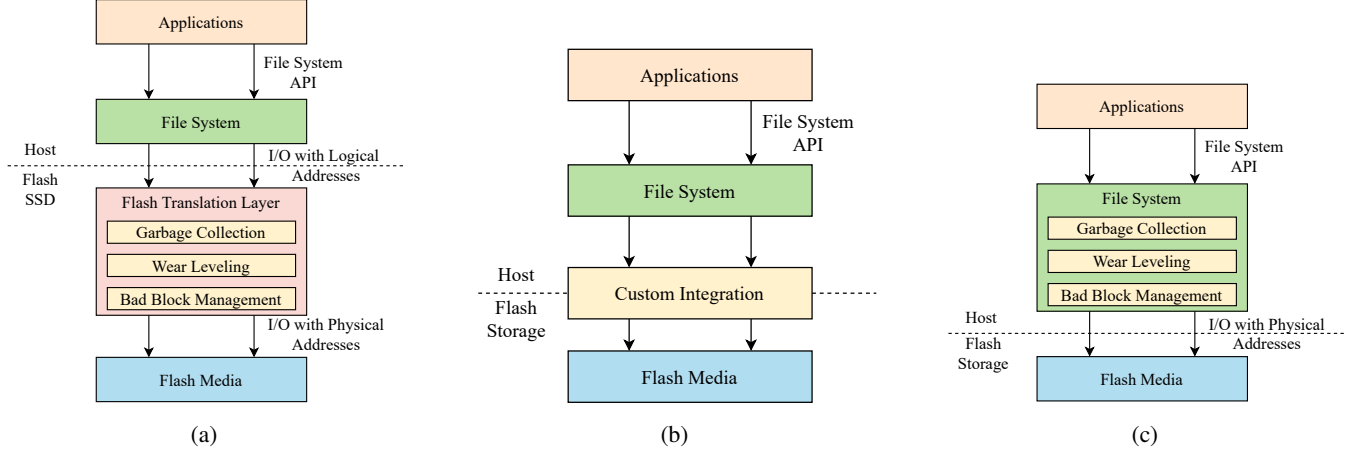 Applications
File System
API
File System
Host
I/O with Logical
Addresses
Flash
SSD
Flash Translation Layer
Garbage Collection
Wear Leveling
Bad Block Management
I/O with Physical
Addresses
Flash Media
(a)
Applications
File System
API
File System
Host
Custom Integration
Flash
Storage
Flash Media
(b)
Applications
File System
API
File System
Garbage Collection
Wear Leveling
Bad Block Management
Host
I/O with Physical
Addresses
Flash
Storage
Flash Media
(c)